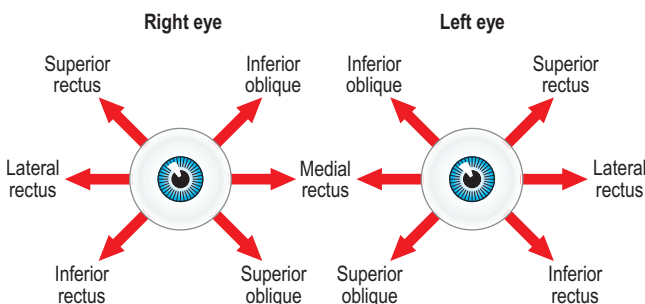 Right eye
Left eye
Superior
rectus
Inferior
oblique
Inferior
oblique
Superior
rectus
Lateral
rectus
Medial
rectus
Lateral
rectus
Inferior
rectus
Superior
oblique
Superior
oblique
Inferior
rectus